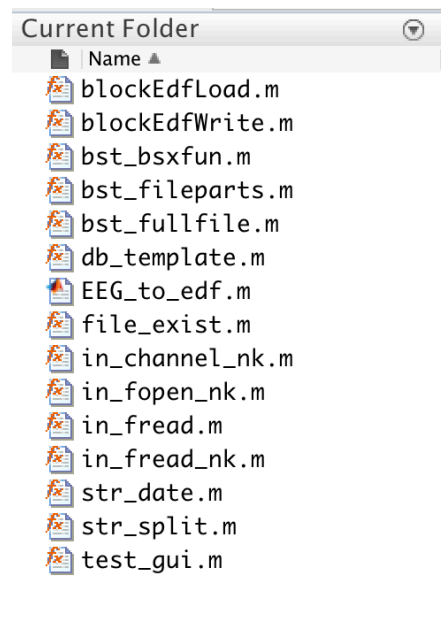 Current Folder
Name
blockEdfLoad.m
blockEdfWrite.m
bst_bsxfun.m
bst_fileparts.m
bst_fullfile.m
db_template.m
EEG_to_edf.m
file_exist.m
in_channel_nk.m
in_fopen_nk.m
in_fread.m
in_fread_nk.m
str_date.m
str_split.m
test_gui.m